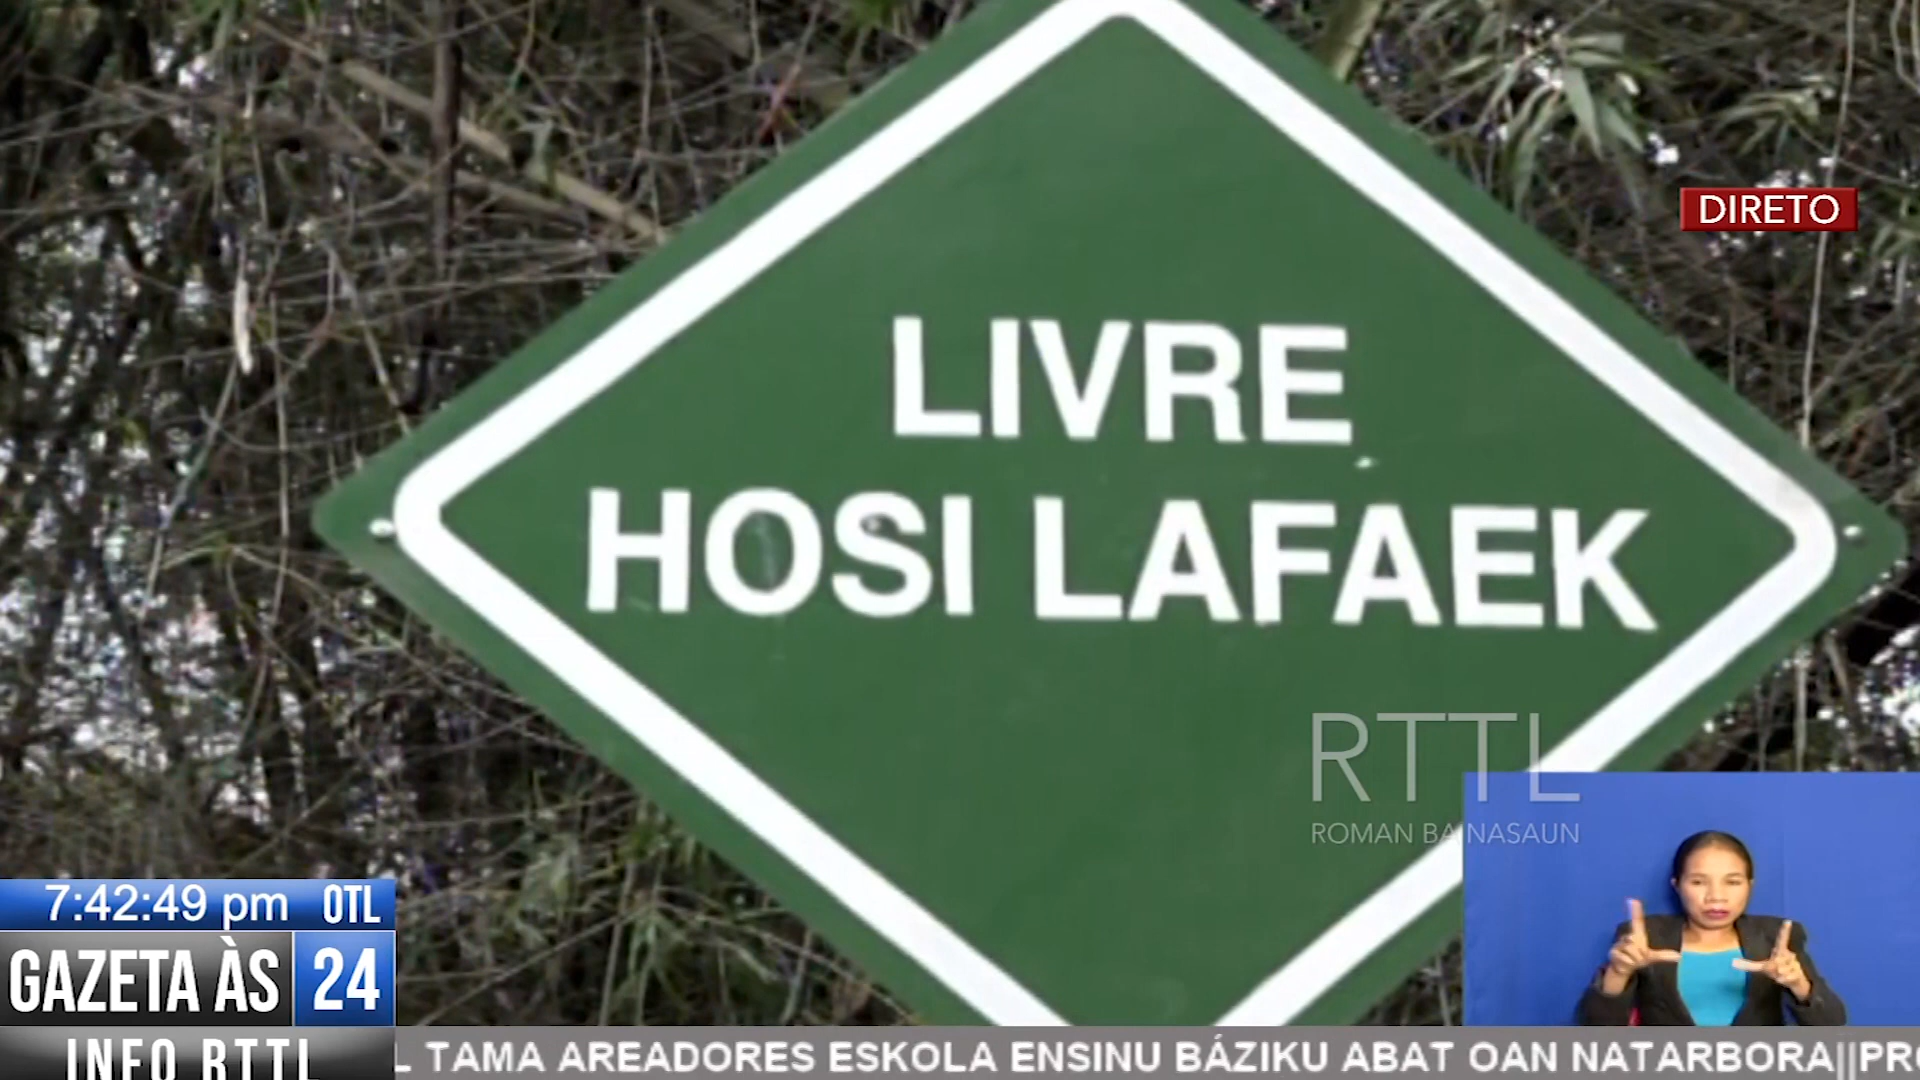 DIRETO
LIVRE
HOSI LAFAEK
RTTL
ROMAN BA NASAUN
7:42:49 pm OTL
GAZETA ÀS 24
INFO RTTL
TAMA AREADORES ESKOLA ENSINU BÁZIKU ABAT OAN NATARBORA||